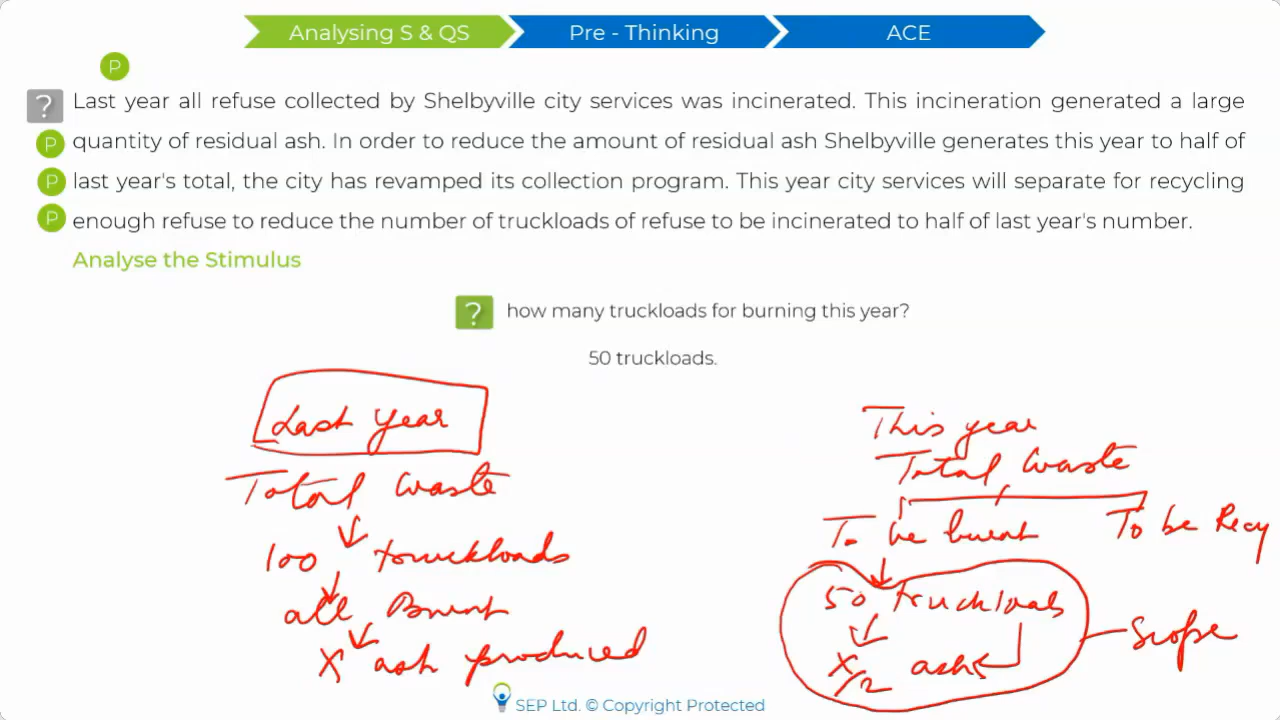 Analysing S & QS
Pre - Thinking
ACE
P
? Last year all refuse collected by Shelbyville city services was incinerated. This incineration generated a large
P quantity of residual ash. In order to reduce the amount of residual ash Shelbyville generates this year to half of
P last year's total, the city has revamped its collection program. This year city services will separate for recycling
P enough refuse to reduce the number of truckloads of refuse to be incinerated to half of last year's number.
Analyse the Stimulus
? how many truckloads for burning this year?
50 truckloads.
Last Year
Total Waste
100 truckloads
all Burnt
X ash produced
This year
Total Waste
To be burnt
To be Recy
50 truckloads
X/2 ash
Scope
SEP Ltd. © Copyright Protected